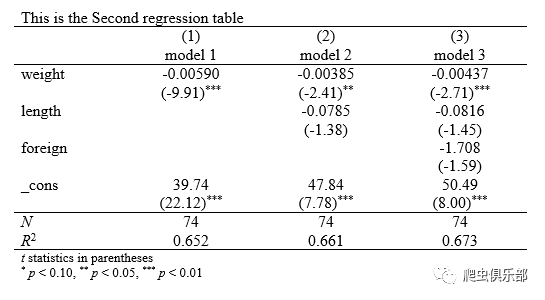 This is the Second regression table
(1) (2) (3)
model 1 model 2 model 3
weight -0.00590 -0.00385 -0.00437
(-9.91)*** (-2.41)** (-2.71)***
length -0.0785 -0.0816
(-1.38) (-1.45)
foreign -1.708
(-1.59)
_cons 39.74 47.84 50.49
(22.12)*** (7.78)*** (8.00)***
N 74 74 74
R² 0.652 0.661 0.673
t statistics in parentheses
* p < 0.10, ** p < 0.05, *** p < 0.01
爬虫俱乐部